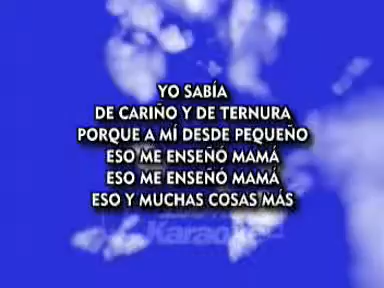 YO SABÍA
DE CARIÑO Y DE TERNURA
PORQUE A MÍ DESDE PEQUEÑO
ESO ME ENSEÑÓ MAMÁ
ESO ME ENSEÑÓ MAMÁ
ESO Y MUCHAS COSAS MÁS
Karaoke